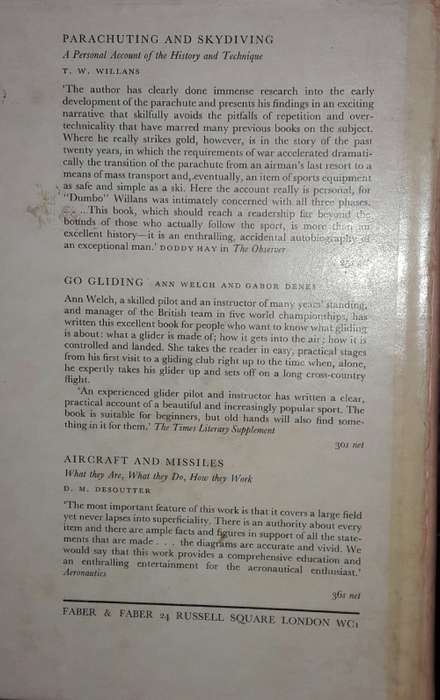 PARACHUTING AND SKYDIVING
A Personal Account of the History and Technique
T. W. WILLANS
'The author has clearly done immense research into the early
development of the parachute and presents his findings in an exciting
narrative that skilfully avoids the pitfalls of repetition and over-
technicality that have marred many previous books on the subject.
Where he really strikes gold, however, is in the story of the past
twenty years, in which the requirements of war accelerated dramati-
cally the transition of the parachute from an airman's last resort to a
means of mass transport and, eventually, an item of sports equipment
as safe and simple as a ski. Here the account really is personal, for
"Dumbo" Willans was intimately concerned with all three phases.
. . . This book, which should reach a readership far beyond the
bounds of those who actually follow the sport, is more than an
excellent history—it is an enthralling, accidental autobiography of
an exceptional man.' DODDY HAY in The Observer
net
GO GLIDING ANN WELCH AND GABOR DENES
Ann Welch, a skilled pilot and an instructor of many years' standing,
and manager of the British team in five world championships, has
written this excellent book for people who want to know what gliding
is about: what a glider is made of; how it gets into the air; how it is
controlled and landed. She takes the reader in easy, practical stages
from his first visit to a gliding club right up to the time when, alone,
he expertly takes his glider up and sets off on a long cross-country
flight.
'An experienced glider pilot and instructor has written a clear,
practical account of a beautiful and increasingly popular sport. The
book is suitable for beginners, but old hands will also find some-
thing in it for them.' The Times Literary Supplement
30s net
AIRCRAFT AND MISSILES
What they Are, What they Do, How they Work
D. M. DESOUTTER
'The most important feature of this work is that it covers a large field
yet never lapses into superficiality. There is an authority about every
item and there are ample facts and figures in support of all the state-
ments that are made . . . the diagrams are accurate and vivid. We
would say that this work provides a comprehensive education and
an enthralling entertainment for the aeronautical enthusiast.'
Aeronautics
36s net
FABER & FABER 24 RUSSELL SQUARE LONDON WC1